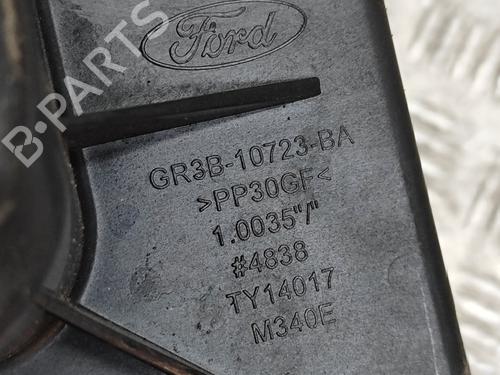 B-PARTS
Ford
GR3B-10723-BA
>PP30GF<
1.0035"/"
#4838
TY14017
M340E